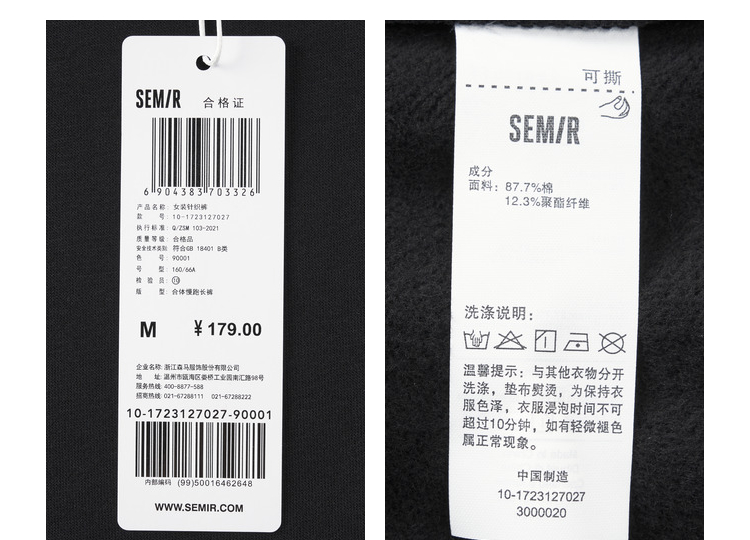 SEMIR 合格证
6 904383 703326
产品名称: 女装针织裤
款 号: 10-1723127027
执行标准: Q/ZSM 103-2021
质量等级: 合格品
安全技术类别: 符合GB 18401 B类
色 号: 90001
号 型: 160/66A
检 验 员: 10
版 型: 合体慢跑长裤
M ¥179.00
企业名称: 浙江森马服饰股份有限公司
地 址: 温州市瓯海区娄桥工业园南汇路98号
服务热线: 400-8877-588
招商热线: 021-67288111 021-67288222
10-1723127027-90001
内部编码 (99)50016462648
WWW.SEMIR.COM
可撕
SEMIR
成分
面料: 87.7%棉
12.3%聚酯纤维
洗涤说明:
温馨提示: 与其他衣物分开
洗涤, 垫布熨烫, 为保持衣
服色泽, 衣服浸泡时间不可
超过10分钟, 如有轻微褪色
属正常现象。
中国制造
10-1723127027
3000020